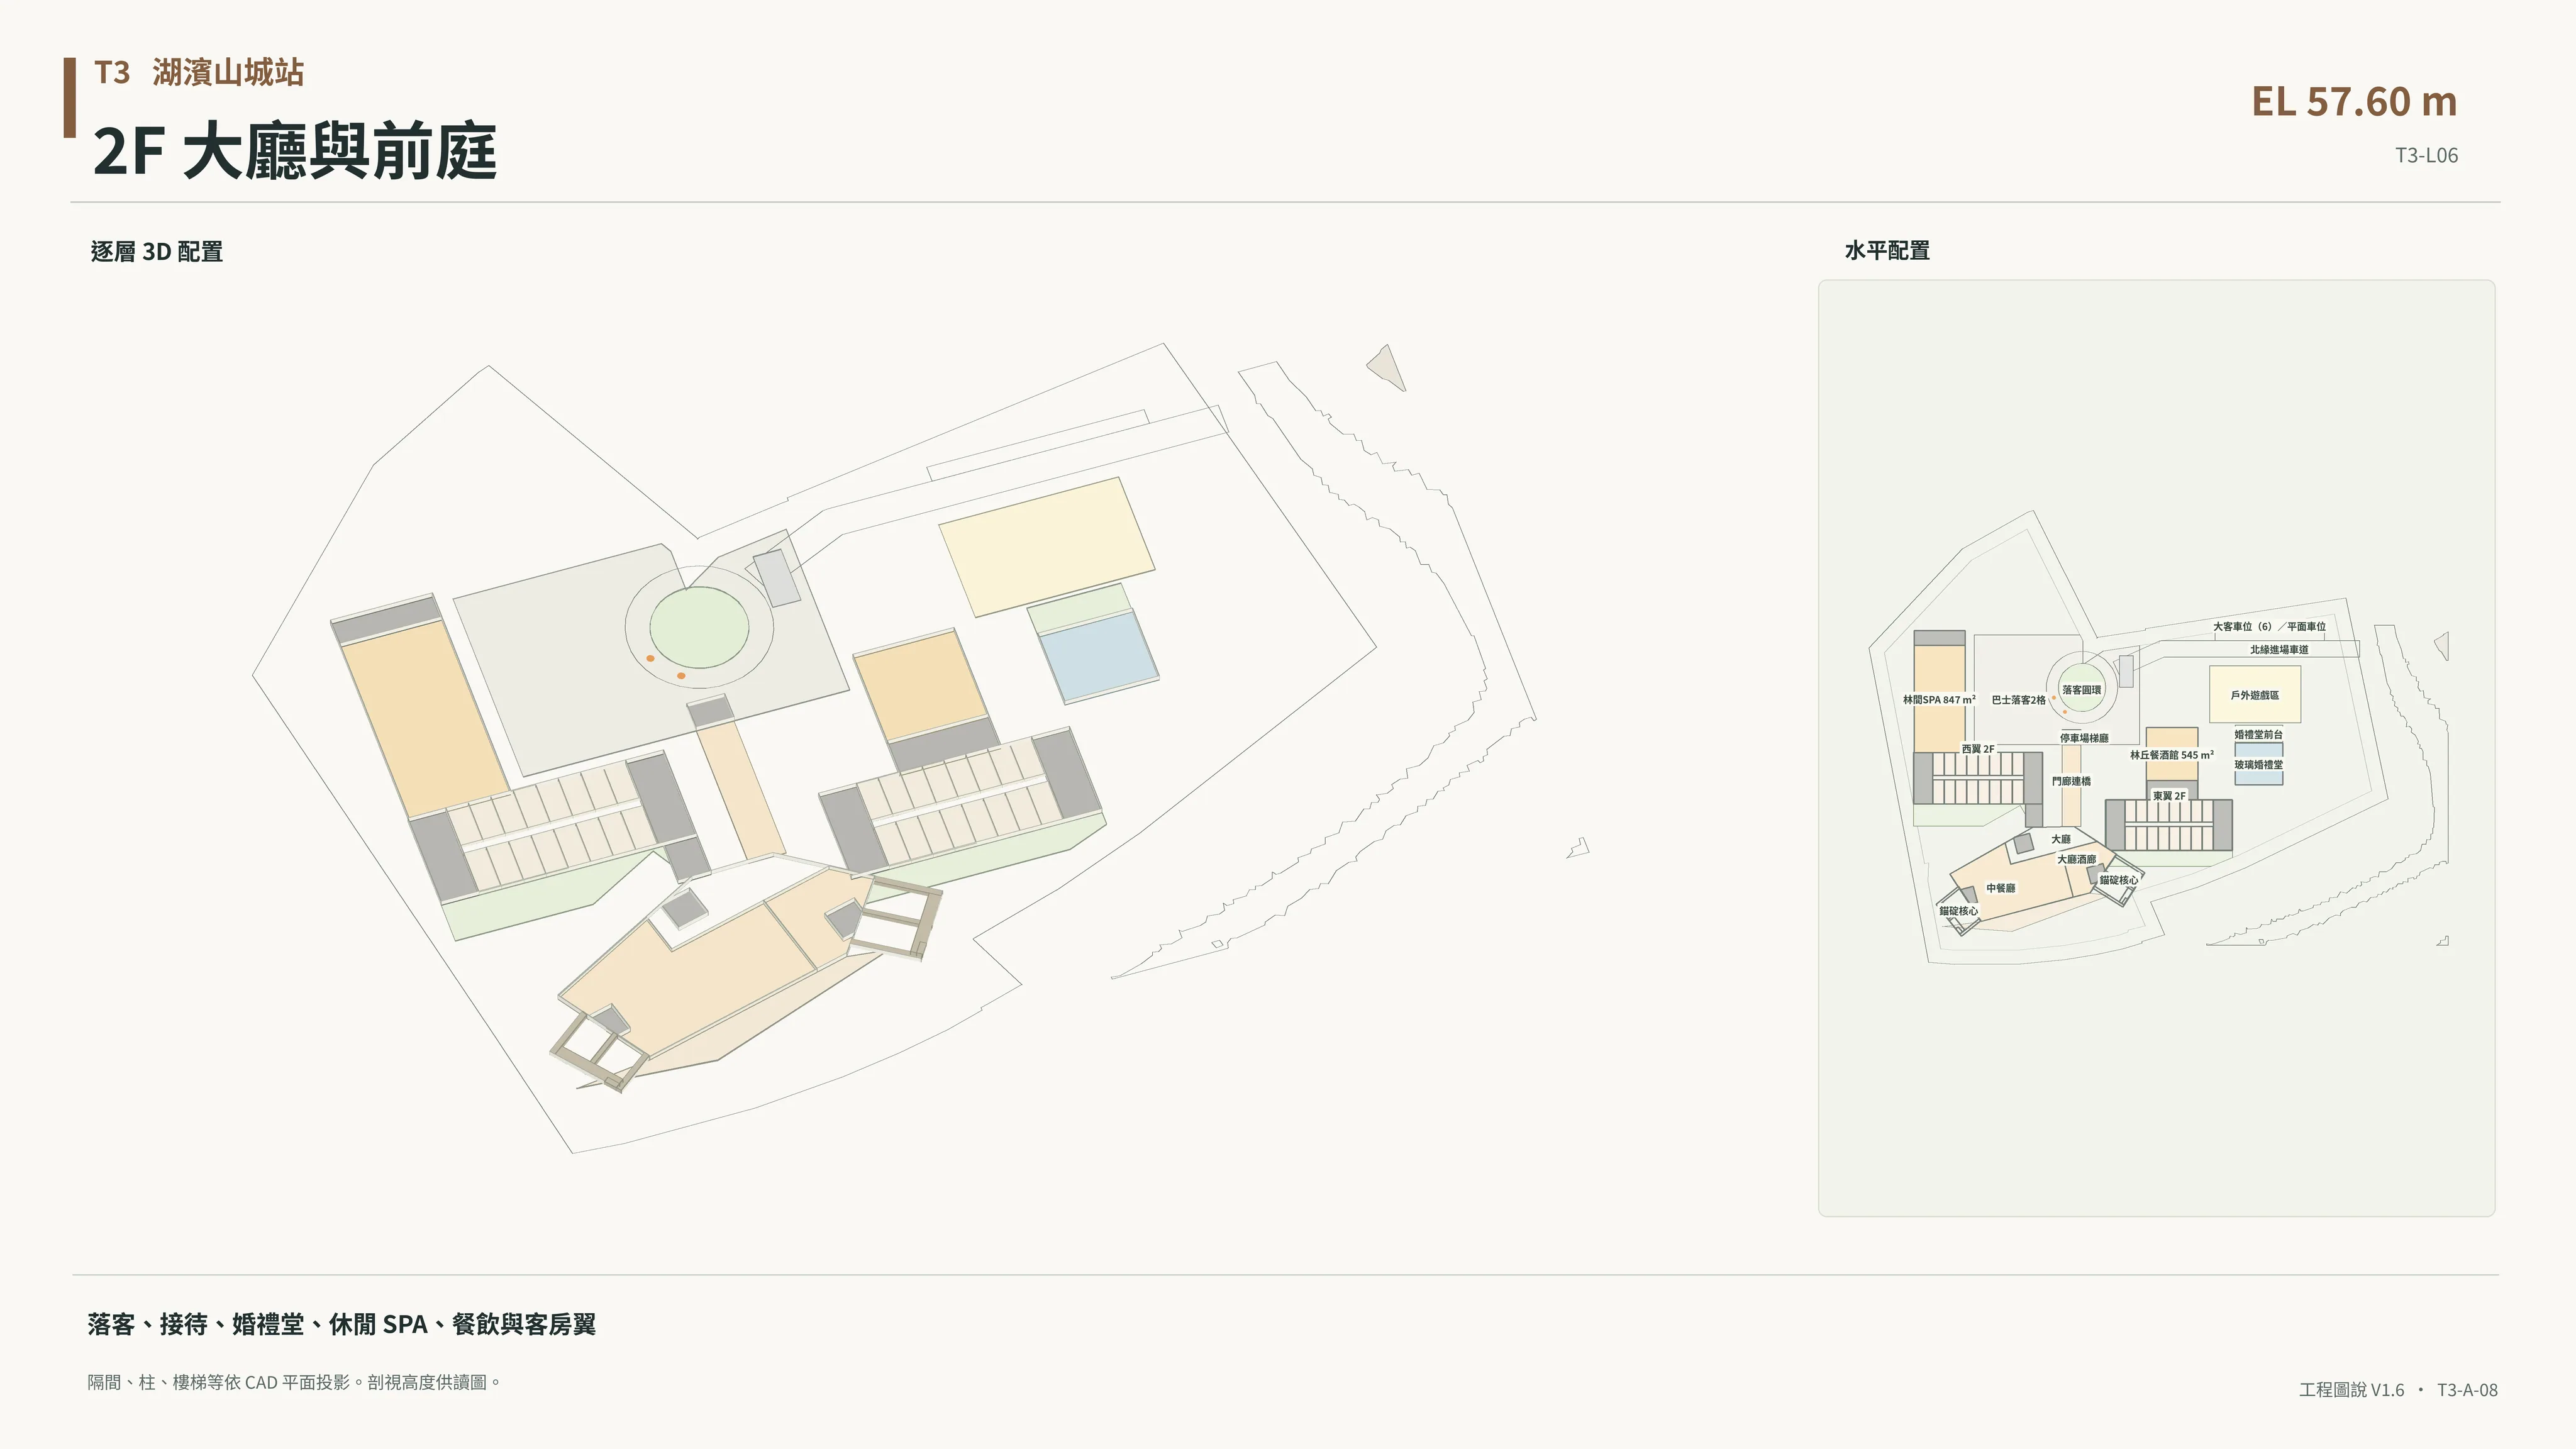 T3 湖濱山城站
2F 大廳與前庭
EL 57.60 m
T3-L06
逐層 3D 配置
水平配置
大客車位（6）／平面車位
北緣進場車道
戶外遊戲區
落客圓環
林間SPA 847 m²
巴士落客2格
婚禮堂前台
停車場梯廳
西翼 2F
林丘餐酒館 545 m²
玻璃婚禮堂
門廊連橋
東翼 2F
大廳
大廳酒廊
錨碇核心
中餐廳
錨碇核心
落客、接待、婚禮堂、休閒 SPA、餐飲與客房翼
隔間、柱、樓梯等依 CAD 平面投影。剖視高度供讀圖。
工程圖說 V1.6 • T3-A-08